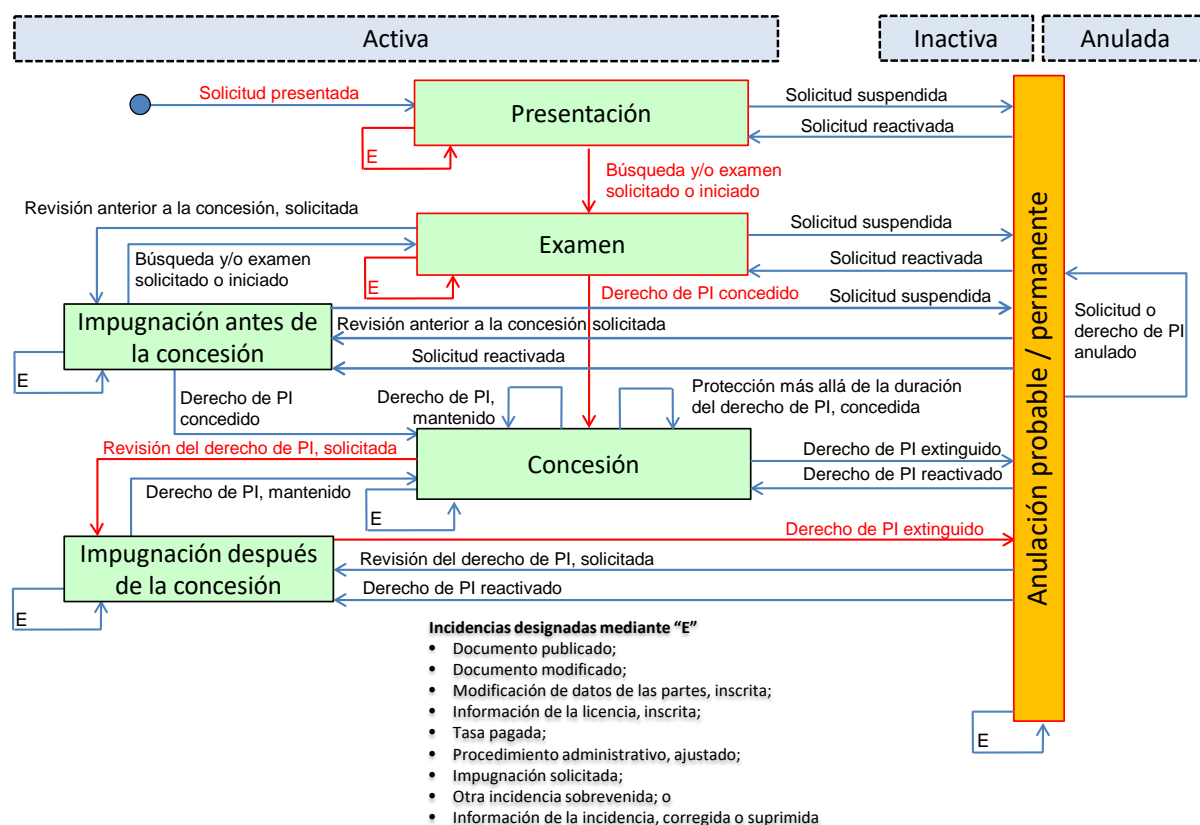 Activa
Inactiva
Anulada
Solicitud presentada
Presentación
Solicitud suspendida
Solicitud reactivada
E
Búsqueda y/o examen
solicitado o iniciado
Revisión anterior a la concesión, solicitada
Examen
Solicitud suspendida
Solicitud reactivada
Búsqueda y/o examen
solicitado o iniciado
E
Derecho de PI concedido
Solicitud suspendida
Impugnación antes de
la concesión
Revisión anterior a la concesión solicitada
Solicitud reactivada
E
Solicitud o
derecho de PI
anulado
Anulación probable / permanente
Derecho de PI
concedido
Derecho de PI,
mantenido
Protección más allá de la duración
del derecho de PI, concedida
Revisión del derecho de PI, solicitada
Concesión
Derecho de PI extinguido
Derecho de PI reactivado
Derecho de PI, mantenido
E
Impugnación después
de la concesión
Derecho de PI extinguido
Revisión del derecho de PI, solicitada
Derecho de PI reactivado
E
Incidencias designadas mediante “E”
• Documento publicado;
• Documento modificado;
• Modificación de datos de las partes, inscrita;
• Información de la licencia, inscrita;
• Tasa pagada;
• Procedimiento administrativo, ajustado;
• Impugnación solicitada;
• Otra incidencia sobrevenida; o
• Información de la incidencia, corregida o suprimida
E